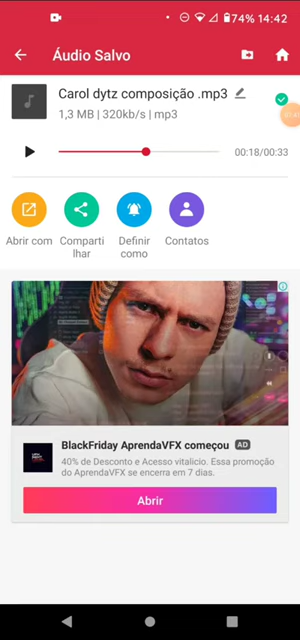 74% 14:42
Áudio Salvo
Carol dytz composição .mp3
1,3 MB | 320kb/s | mp3
00:18/00:33
Abrir com
Comparti
lhar
Definir
como
Contatos
BlackFriday AprendaVFX começou AD
40% de Desconto e Acesso vitalício. Essa promoção
do AprendaVFX se encerra em 7 dias.
Abrir